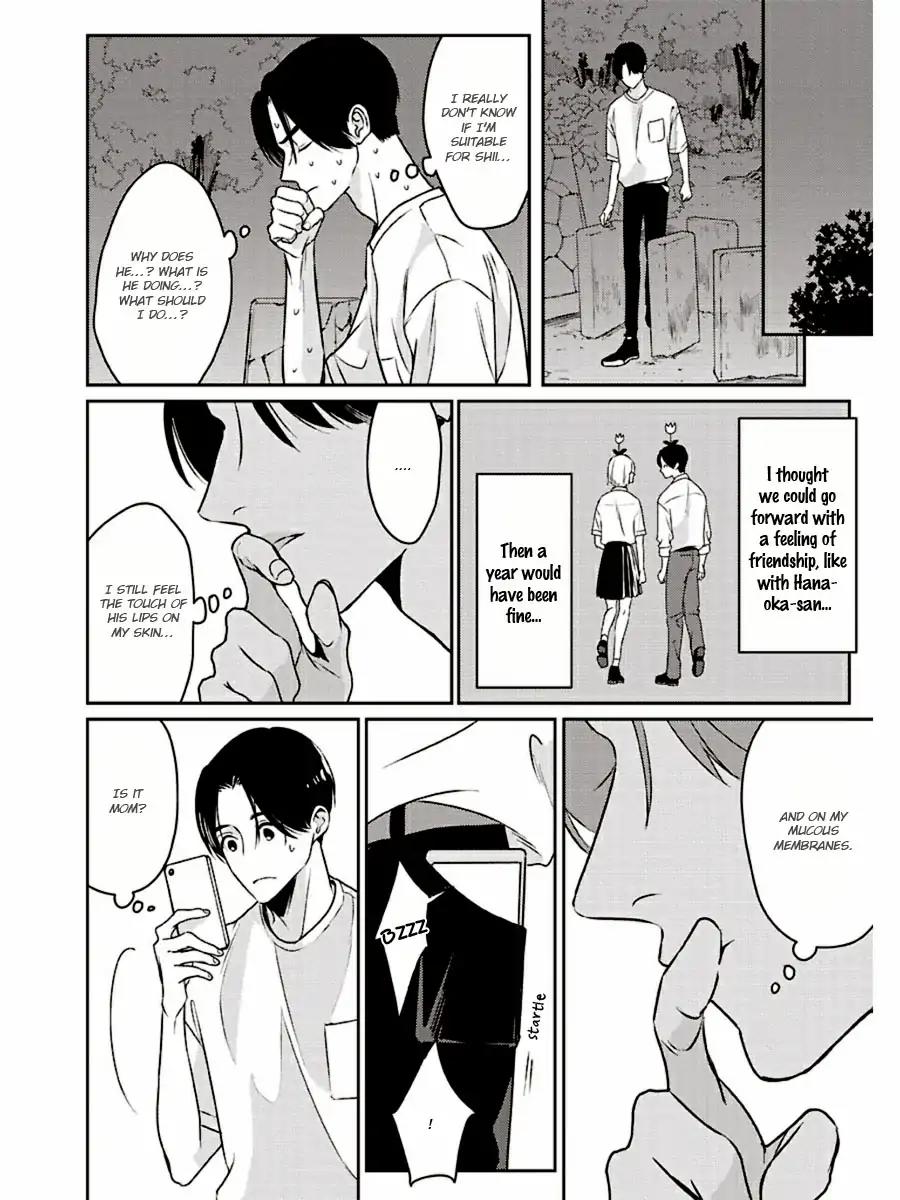 I REALLY
DON'T KNOW
IF I'M
SUITABLE
FOR SHII...
WHY DOES
HE...? WHAT IS
HE DOING...?
WHAT SHOULD
I DO...?
I thought
we could go
forward with
a feeling of
friendship, like
with Hana-
oka-san...
Then a
year would
have been
fine...
....
I STILL FEEL
THE TOUCH OF
HIS LIPS ON
MY SKIN...
AND ON MY
MUCOUS
MEMBRANES.
BZZZ
startle
!
IS IT
MOM?